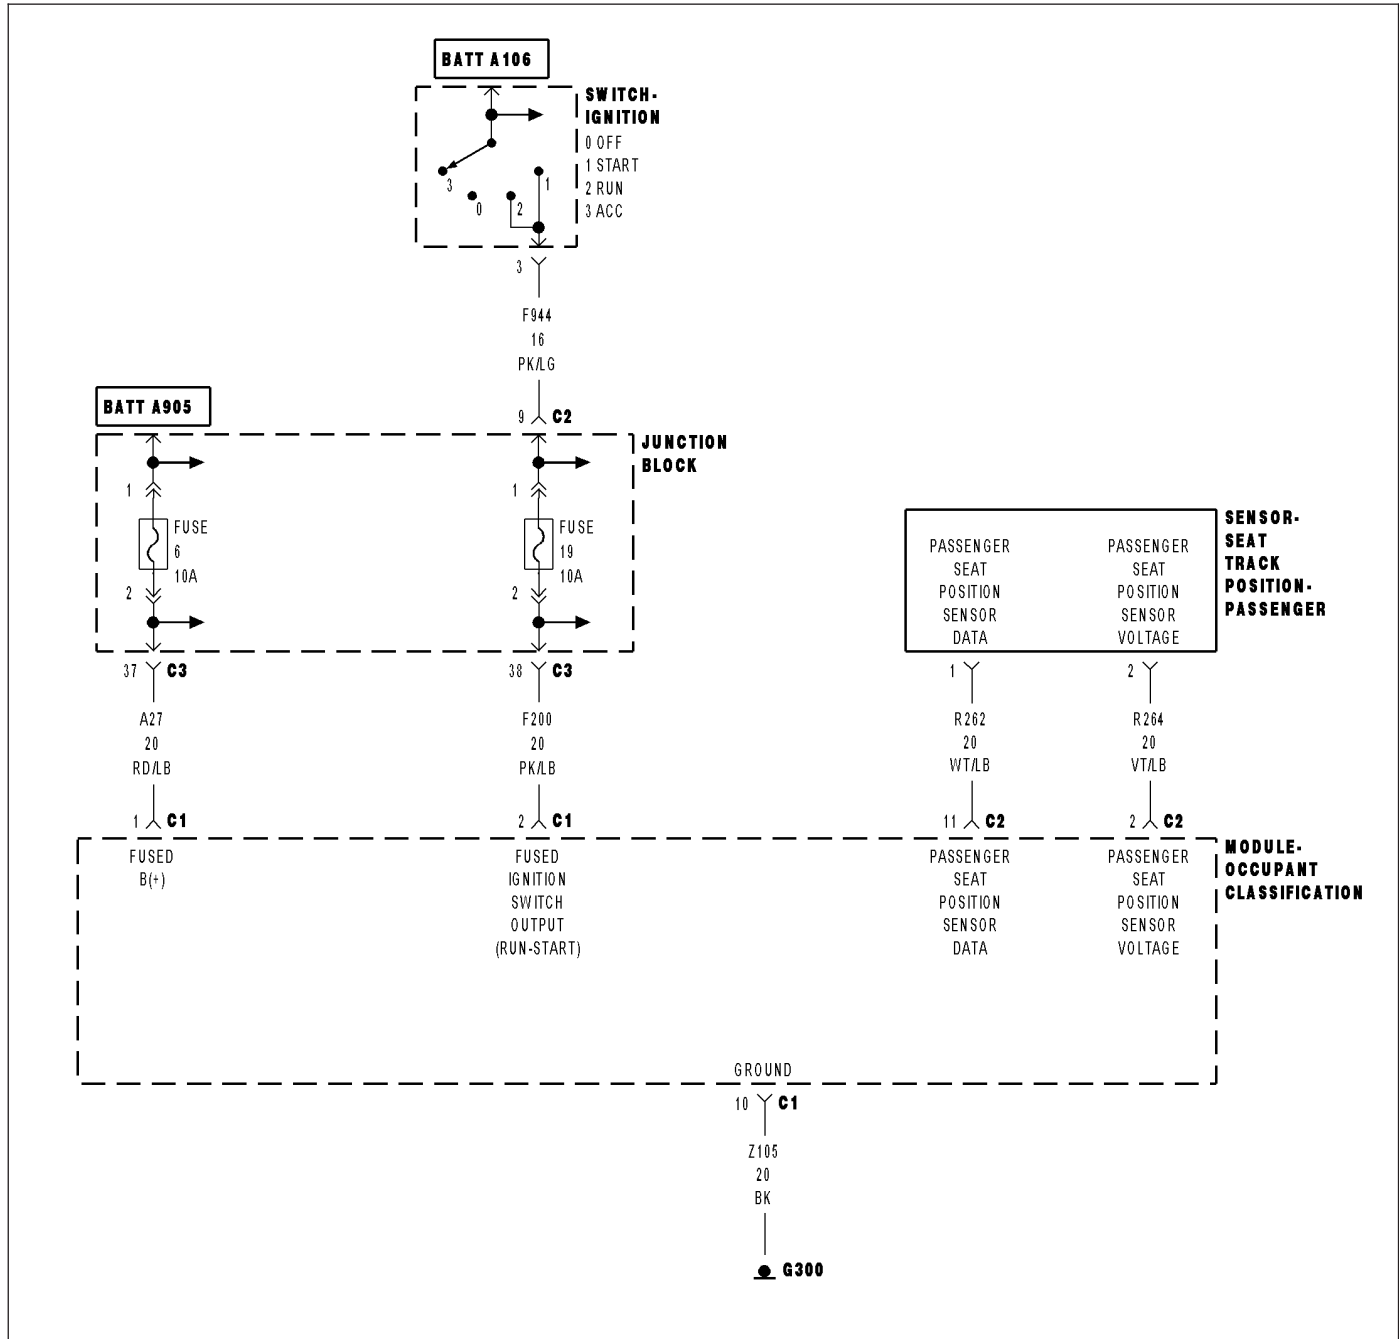 BATT A106
SWITCH-
IGNITION
0 OFF
1 START
2 RUN
3 ACC
3
0
2
1
3
F944
16
PK/LG
9 C2
BATT A905
JUNCTION
BLOCK
1
FUSE
6
10A
2
1
FUSE
19
10A
2
37 C3
A27
20
RD/LB
1 C1
38 C3
F200
20
PK/LB
2 C1
SENSOR-
SEAT
TRACK
POSITION-
PASSENGER
PASSENGER
SEAT
POSITION
SENSOR
DATA
PASSENGER
SEAT
POSITION
SENSOR
VOLTAGE
1
R262
20
WT/LB
11 C2
2
R264
20
VT/LB
2 C2
MODULE-
OCCUPANT
CLASSIFICATION
FUSED
B(+)
FUSED
IGNITION
SWITCH
OUTPUT
(RUN-START)
PASSENGER
SEAT
POSITION
SENSOR
DATA
PASSENGER
SEAT
POSITION
SENSOR
VOLTAGE
GROUND
10 C1
Z105
20
BK
G300